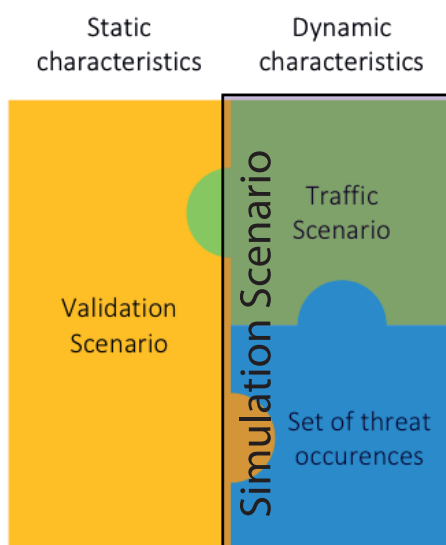 Static
characteristics
Dynamic
characteristics
Validation
Scenario
Simulation Scenario
Traffic
Scenario
Set of threat
occurences